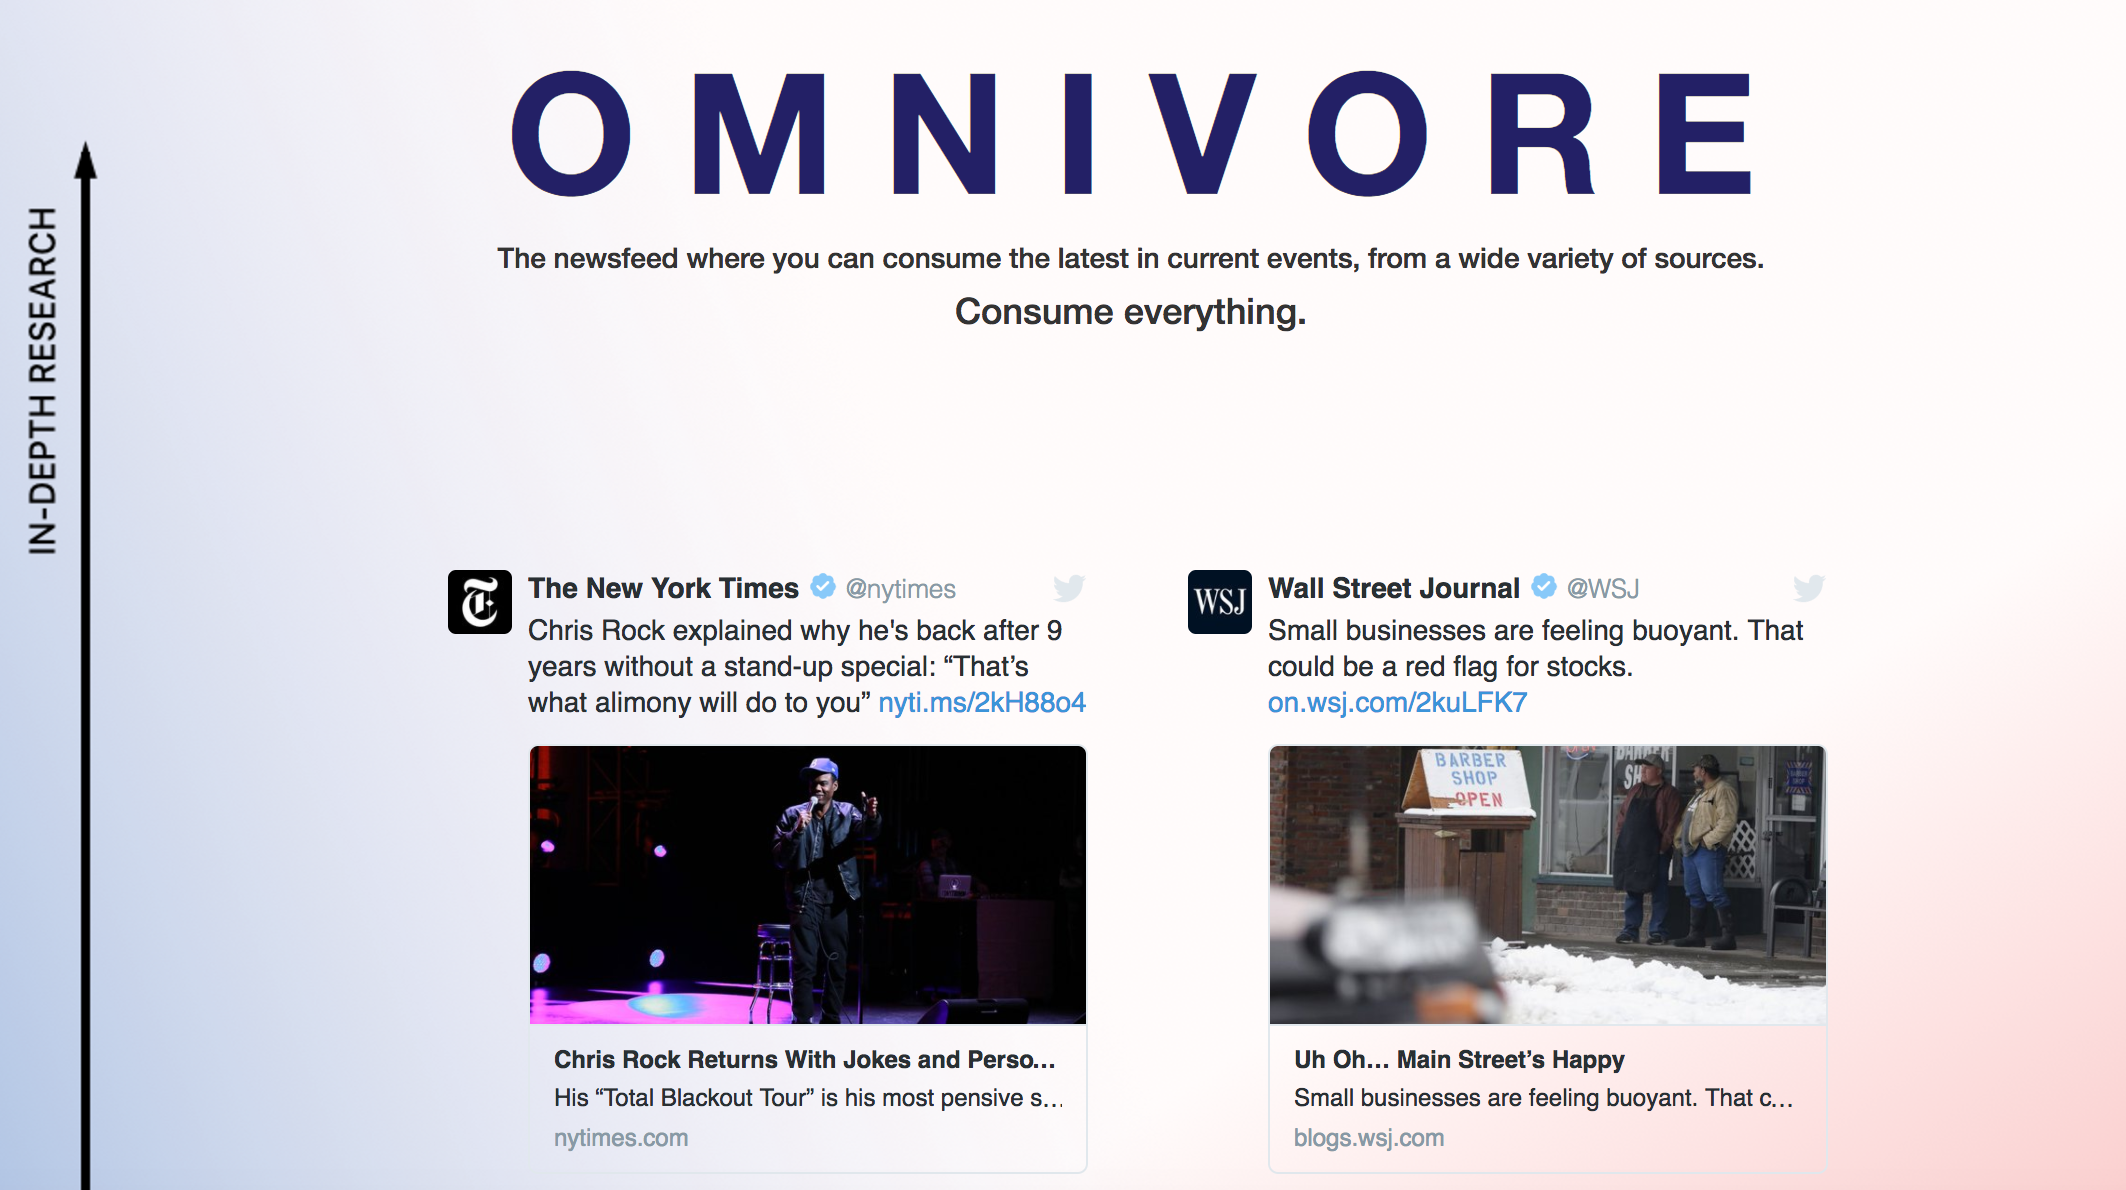 OMNIVORE
The newsfeed where you can consume the latest in current events, from a wide variety of sources.
Consume everything.
IN-DEPTH RESEARCH
The New York Times @nytimes
Chris Rock explained why he's back after 9
years without a stand-up special: “That’s
what alimony will do to you” nyti.ms/2kH88o4
Chris Rock Returns With Jokes and Perso...
His “Total Blackout Tour” is his most pensive s...
nytimes.com
WSJ
Wall Street Journal @WSJ
Small businesses are feeling buoyant. That
could be a red flag for stocks.
on.wsj.com/2kuLFK7
BARBER
SHOP
OPEN
BARBER
Uh Oh... Main Street’s Happy
Small businesses are feeling buoyant. That c...
blogs.wsj.com